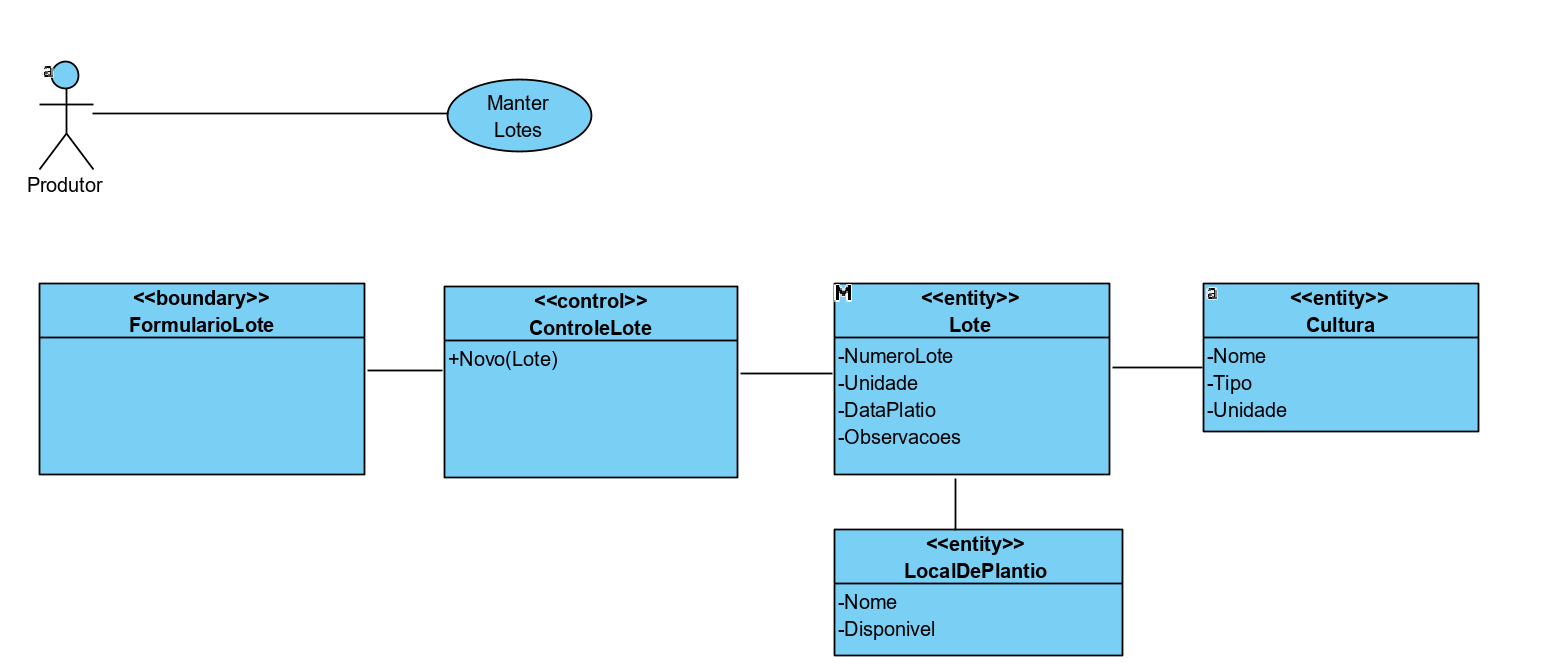 a
Manter
Lotes
Produtor
<<boundary>>
FormularioLote
<<control>>
ControleLote
+Novo(Lote)
M
<<entity>>
Lote
-NumeroLote
-Unidade
-DataPlatio
-Observacoes
a
<<entity>>
Cultura
-Nome
-Tipo
-Unidade
<<entity>>
LocalDePlantio
-Nome
-Disponivel